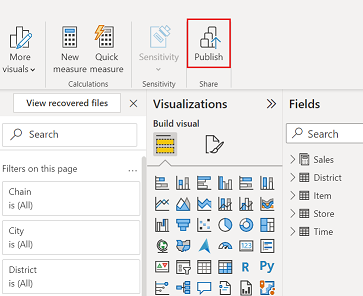 More
visuals
New
measure
Quick
measure
Sensitivity
Publish
Calculations
Sensitivity
Share
View recovered files
Search
Filters on this page
...
Chain
is (All)
City
is (All)
District
is (All)
Visualizations
Build visual
123
R
Py
Fields
Search
Sales
District
Item
Store
Time